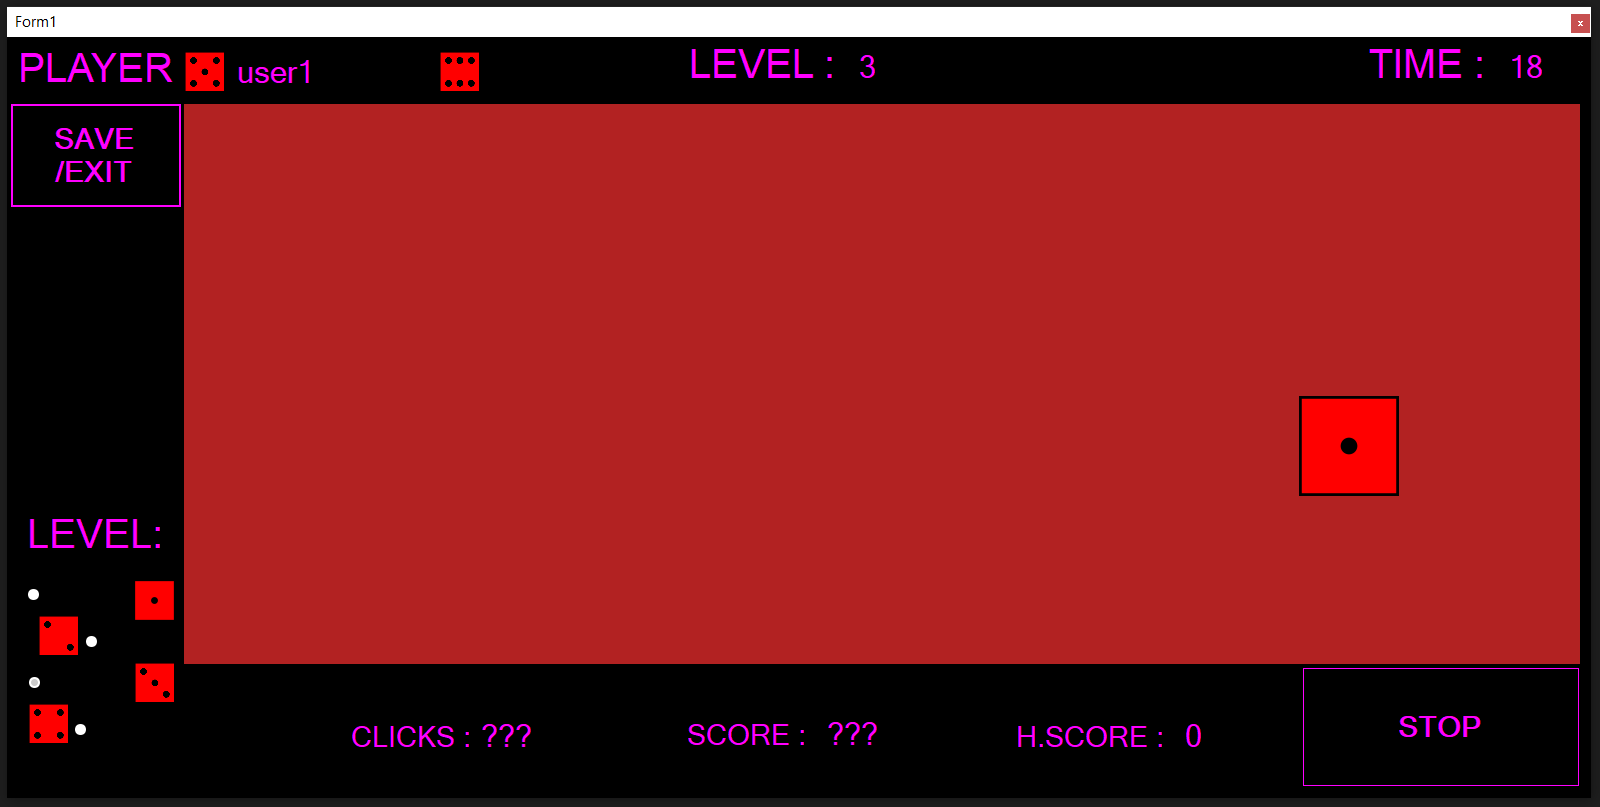 Form1
x
PLAYER user1 LEVEL : 3 TIME : 18
SAVE
/EXIT
LEVEL:
CLICKS : ??? SCORE : ??? H.SCORE : 0
STOP